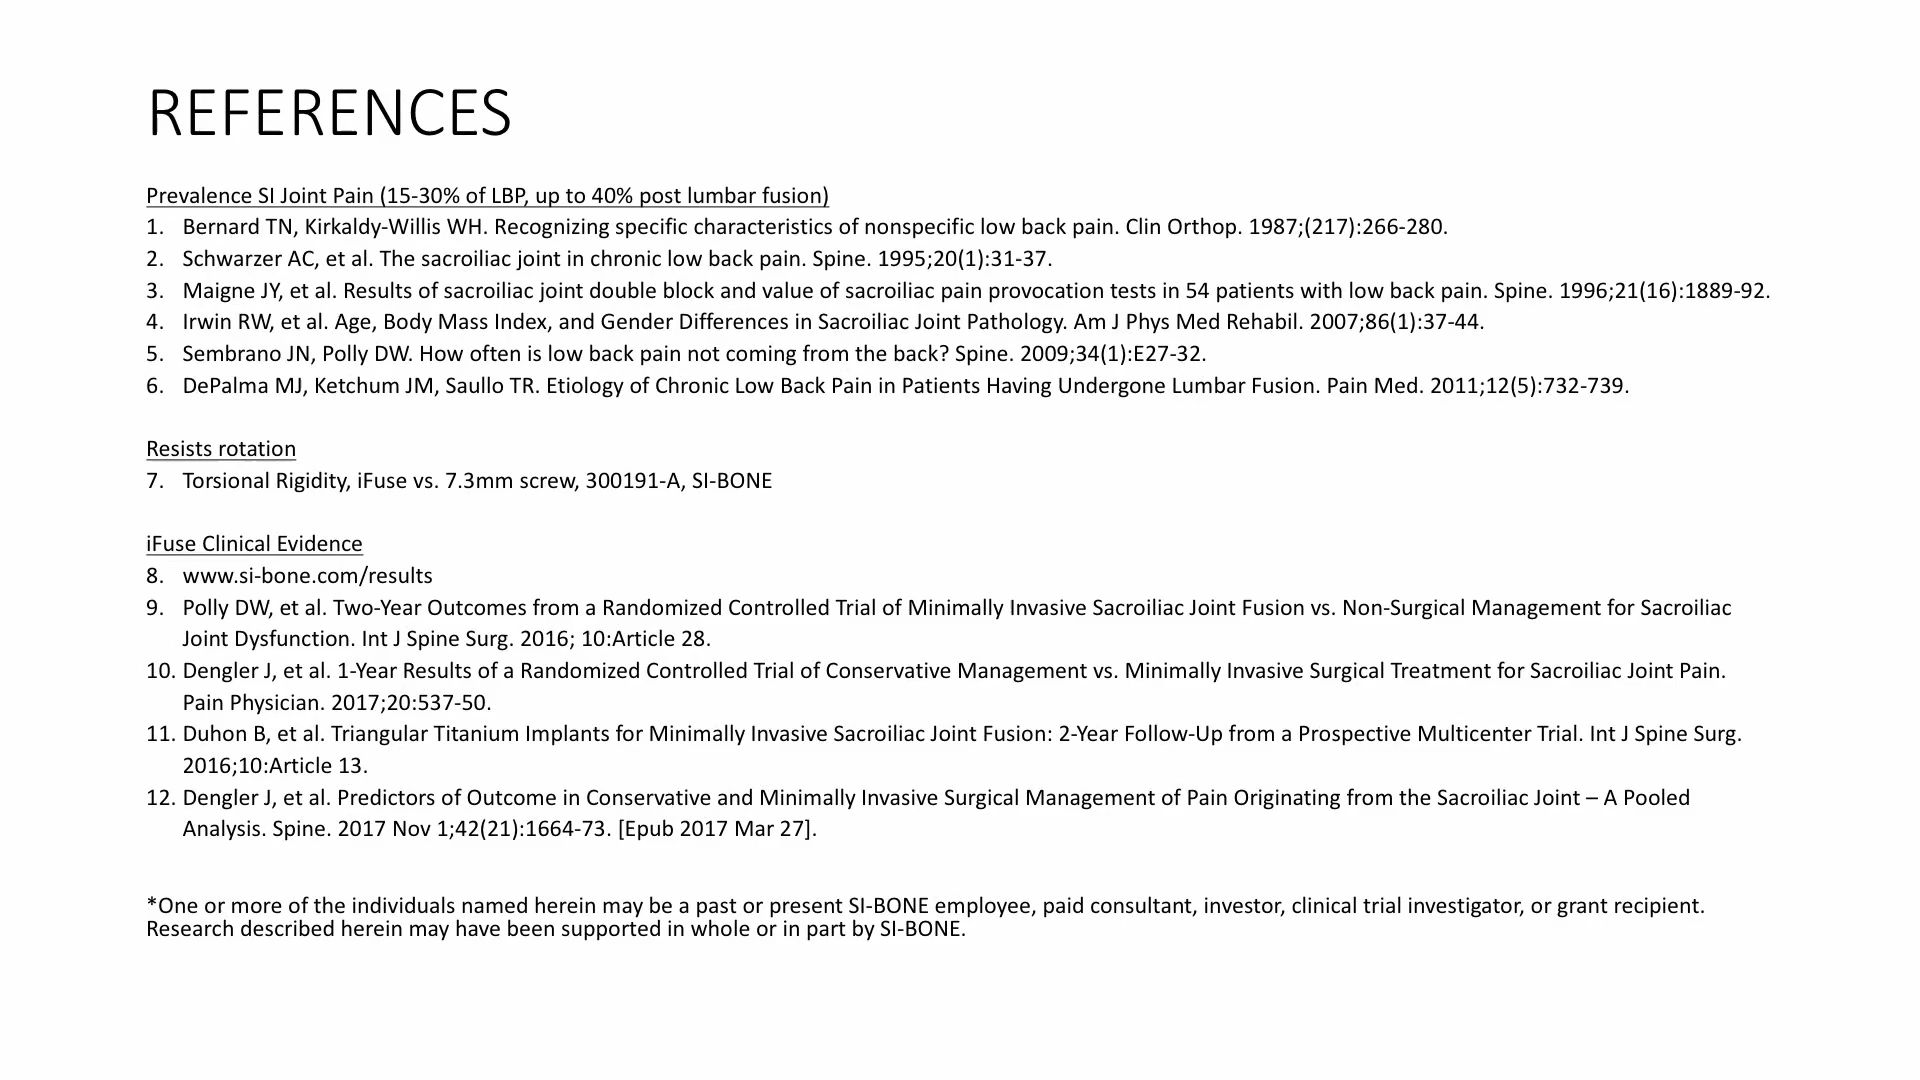 REFERENCES
Prevalence SI Joint Pain (15-30% of LBP, up to 40% post lumbar fusion)
1. Bernard TN, Kirkaldy-Willis WH. Recognizing specific characteristics of nonspecific low back pain. Clin Orthop. 1987;(217):266-280.
2. Schwarzer AC, et al. The sacroiliac joint in chronic low back pain. Spine. 1995;20(1):31-37.
3. Maigne JY, et al. Results of sacroiliac joint double block and value of sacroiliac pain provocation tests in 54 patients with low back pain. Spine. 1996;21(16):1889-92.
4. Irwin RW, et al. Age, Body Mass Index, and Gender Differences in Sacroiliac Joint Pathology. Am J Phys Med Rehabil. 2007;86(1):37-44.
5. Sembrano JN, Polly DW. How often is low back pain not coming from the back? Spine. 2009;34(1):E27-32.
6. DePalma MJ, Ketchum JM, Saullo TR. Etiology of Chronic Low Back Pain in Patients Having Undergone Lumbar Fusion. Pain Med. 2011;12(5):732-739.
Resists rotation
7. Torsional Rigidity, iFuse vs. 7.3mm screw, 300191-A, SI-BONE
iFuse Clinical Evidence
8. www.si-bone.com/results
9. Polly DW, et al. Two-Year Outcomes from a Randomized Controlled Trial of Minimally Invasive Sacroiliac Joint Fusion vs. Non-Surgical Management for Sacroiliac
Joint Dysfunction. Int J Spine Surg. 2016; 10:Article 28.
10. Dengler J, et al. 1-Year Results of a Randomized Controlled Trial of Conservative Management vs. Minimally Invasive Surgical Treatment for Sacroiliac Joint Pain.
Pain Physician. 2017;20:537-50.
11. Duhon B, et al. Triangular Titanium Implants for Minimally Invasive Sacroiliac Joint Fusion: 2-Year Follow-Up from a Prospective Multicenter Trial. Int J Spine Surg.
2016;10:Article 13.
12. Dengler J, et al. Predictors of Outcome in Conservative and Minimally Invasive Surgical Management of Pain Originating from the Sacroiliac Joint – A Pooled
Analysis. Spine. 2017 Nov 1;42(21):1664-73. [Epub 2017 Mar 27].
*One or more of the individuals named herein may be a past or present SI-BONE employee, paid consultant, investor, clinical trial investigator, or grant recipient.
Research described herein may have been supported in whole or in part by SI-BONE.